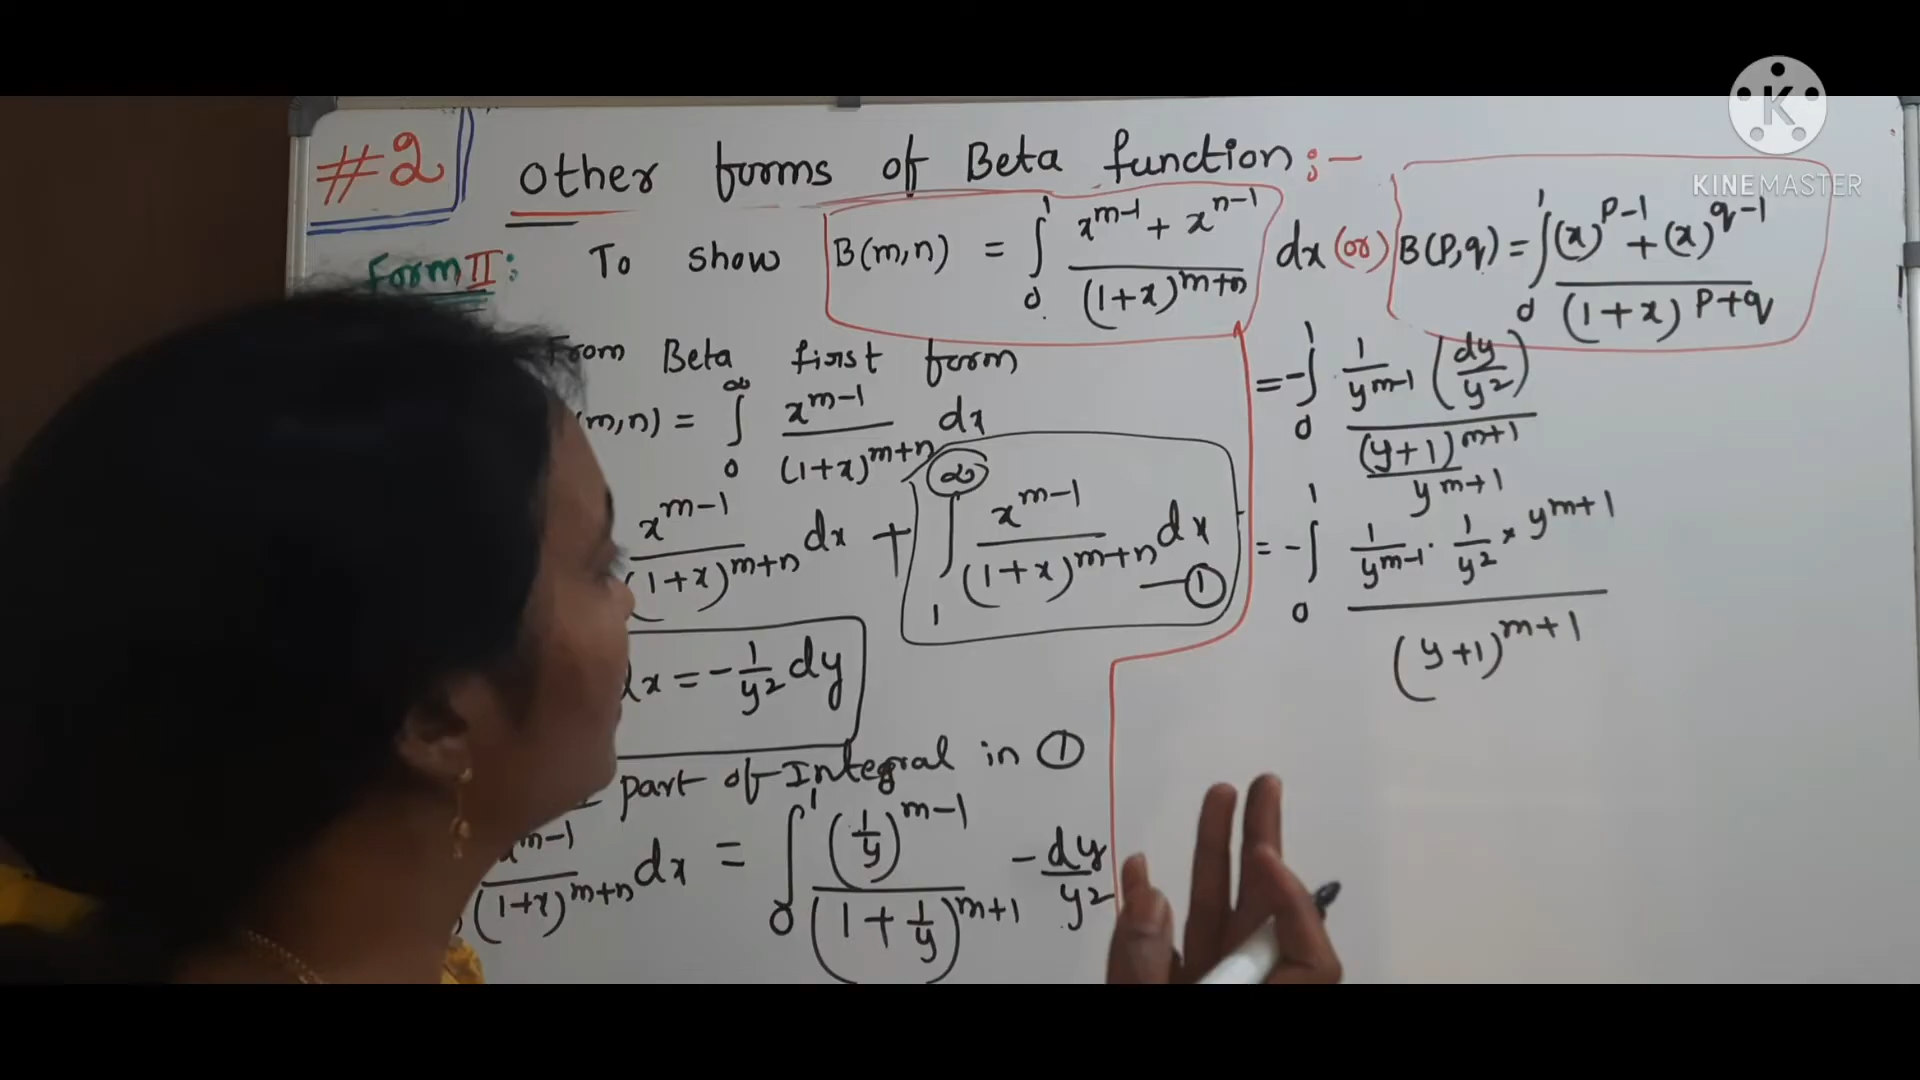 #2 Other forms of Beta function :-
KINEMASTER
Form II: To show B(m,n) = ∫₀¹ (x^(m-1) + x^(n-1)) / (1+x)^(m+n) dx (or) B(P,q) = ∫₀¹ ((x)^(P-1) + (x)^(q-1)) / (1+x)^(P+q)
From Beta first form
(m,n) = ∫₀^∞ x^(m-1) / (1+x)^(m+n) dx
x^(m-1) / (1+x)^(m+n) dx + ∫₁^∞ x^(m-1) / (1+x)^(m+n) dx —①
dx = -1/y² dy
part of Integral in ①
x^(m-1) / (1+x)^(m+n) dx = ∫₀¹ (1/y)^(m-1) / (1+1/y)^(m+1) -dy/y²
= -∫₀¹ 1/y^(m-1) (dy/y²) / ((y+1)^(m+1) / y^(m+1))
= -∫₀¹ 1/y^(m-1) · 1/y² × y^(m+1) / (y+1)^(m+1)